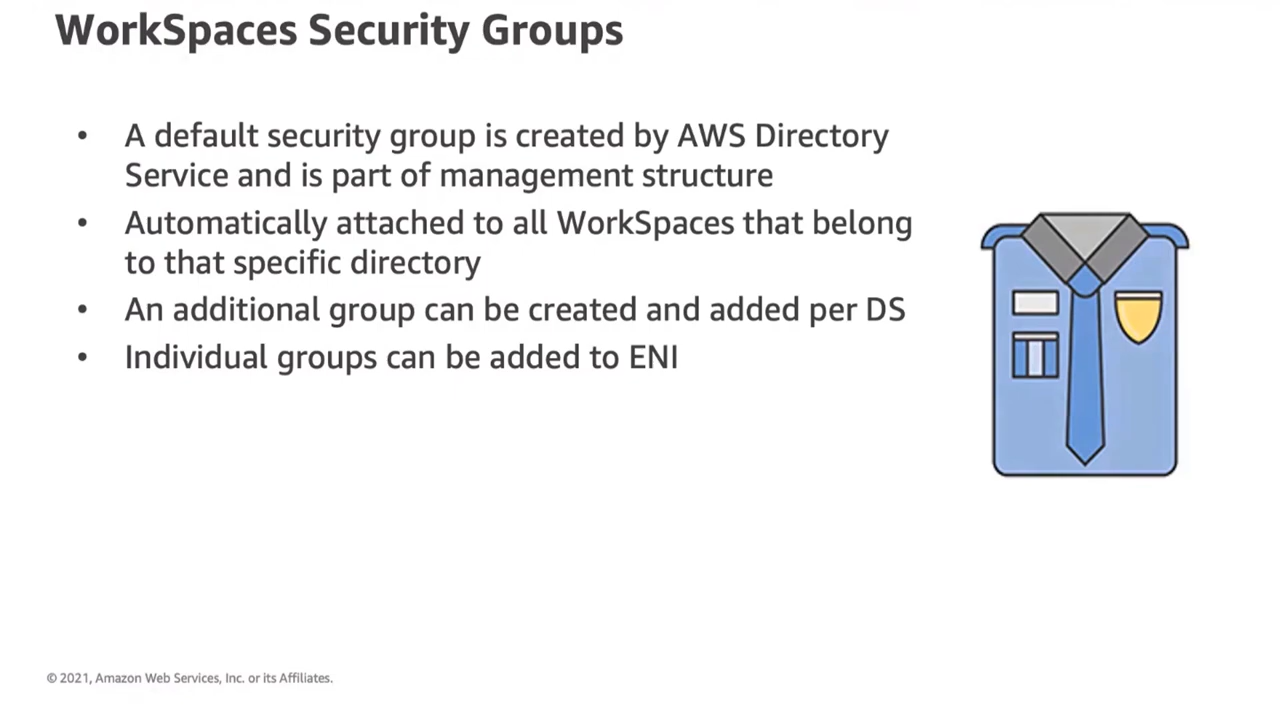 WorkSpaces Security Groups
• A default security group is created by AWS Directory
Service and is part of management structure
• Automatically attached to all WorkSpaces that belong
to that specific directory
• An additional group can be created and added per DS
• Individual groups can be added to ENI
© 2021, Amazon Web Services, Inc. or its Affiliates.